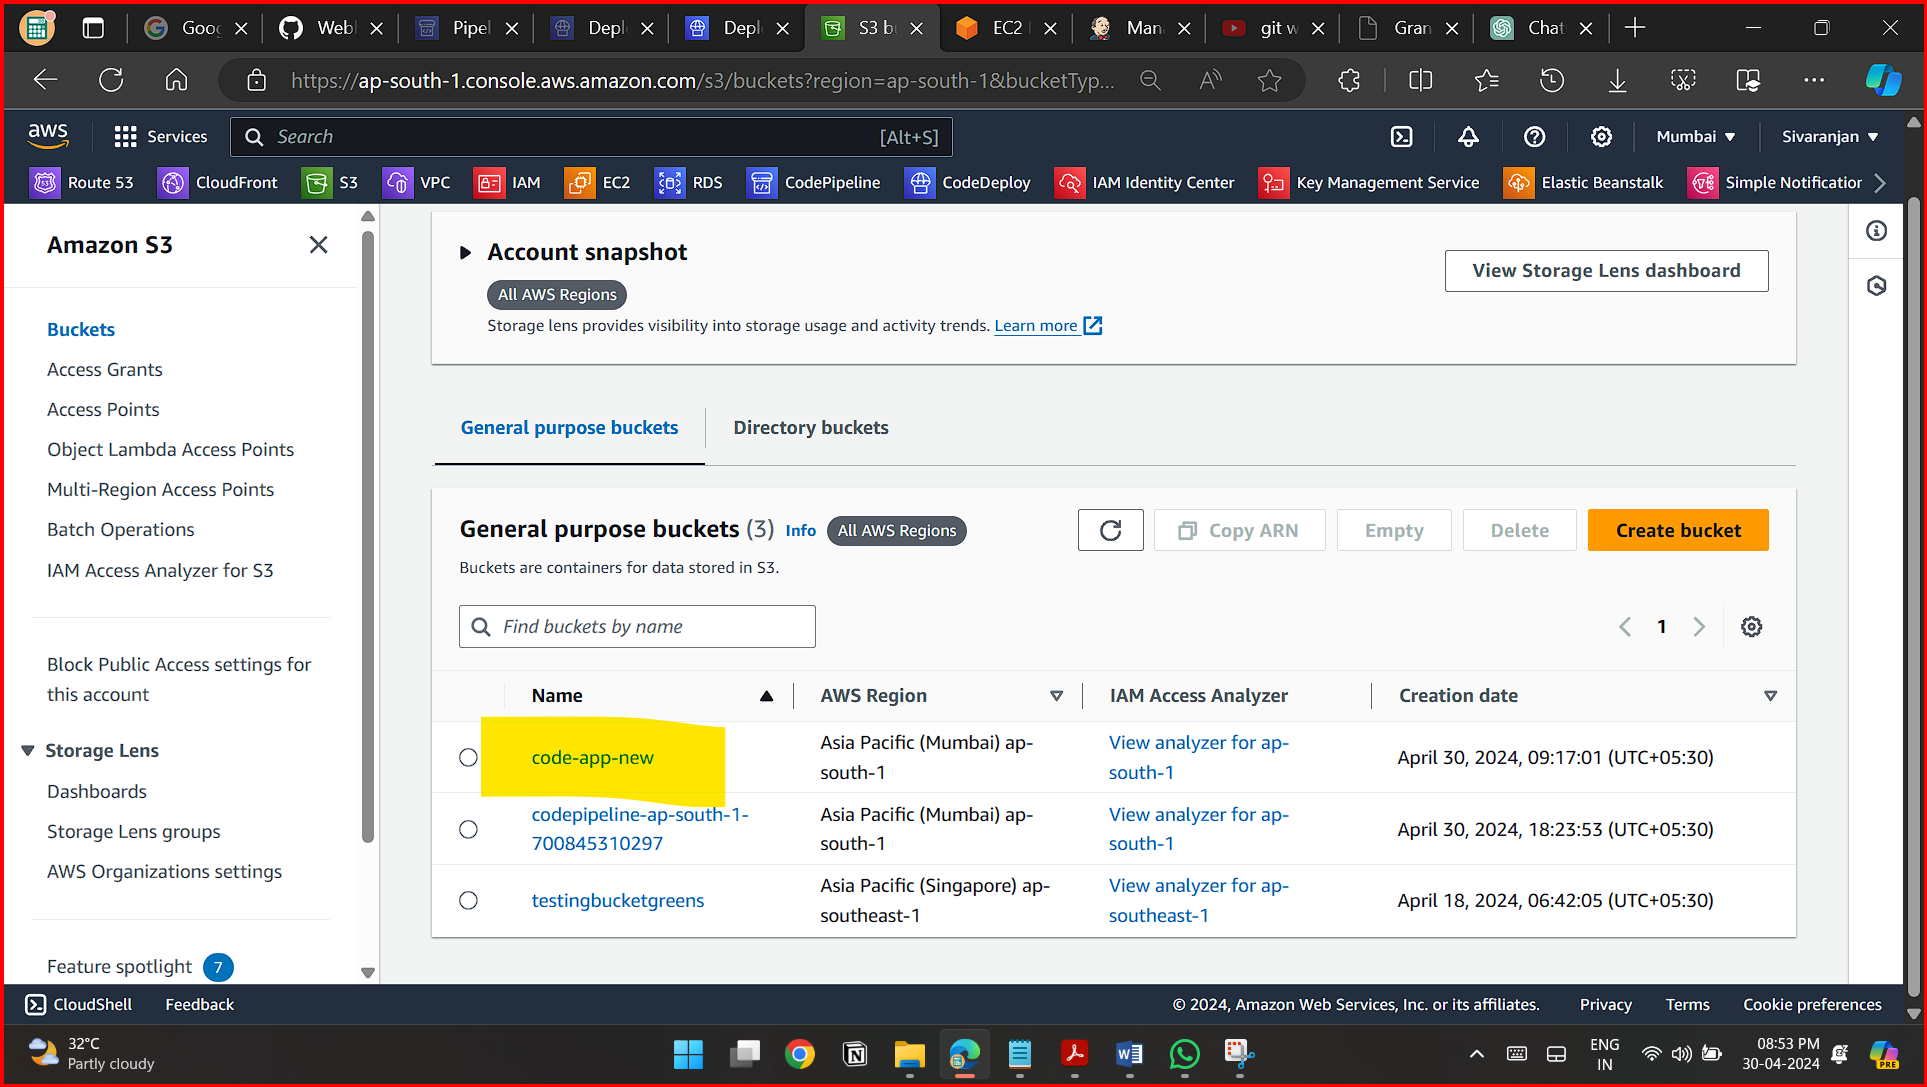 Goog
Webl
Pipel
Deplo
Deplo
S3 bu
EC2
Mana
git w
Gran
Chat
https://ap-south-1.console.aws.amazon.com/s3/buckets?region=ap-south-1&bucketTyp...
aws
Services
Search
[Alt+S]
Mumbai
Sivaranjan
Route 53
CloudFront
S3
VPC
IAM
EC2
RDS
CodePipeline
CodeDeploy
IAM Identity Center
Key Management Service
Elastic Beanstalk
Simple Notification
Amazon S3
Buckets
Access Grants
Access Points
Object Lambda Access Points
Multi-Region Access Points
Batch Operations
IAM Access Analyzer for S3
Block Public Access settings for
this account
Storage Lens
Dashboards
Storage Lens groups
AWS Organizations settings
Feature spotlight 7
Account snapshot
All AWS Regions
Storage lens provides visibility into storage usage and activity trends. Learn more
View Storage Lens dashboard
General purpose buckets
Directory buckets
General purpose buckets (3) Info All AWS Regions
Copy ARN
Empty
Delete
Create bucket
Buckets are containers for data stored in S3.
Find buckets by name
1
Name
AWS Region
IAM Access Analyzer
Creation date
code-app-new
Asia Pacific (Mumbai) ap-
south-1
View analyzer for ap-
south-1
April 30, 2024, 09:17:01 (UTC+05:30)
codepipeline-ap-south-1-
700845310297
Asia Pacific (Mumbai) ap-
south-1
View analyzer for ap-
south-1
April 30, 2024, 18:23:53 (UTC+05:30)
testingbucketgreens
Asia Pacific (Singapore) ap-
southeast-1
View analyzer for ap-
southeast-1
April 18, 2024, 06:42:05 (UTC+05:30)
CloudShell
Feedback
© 2024, Amazon Web Services, Inc. or its affiliates.
Privacy
Terms
Cookie preferences
32°C
Partly cloudy
ENG
IN
08:53 PM
30-04-2024
PRE